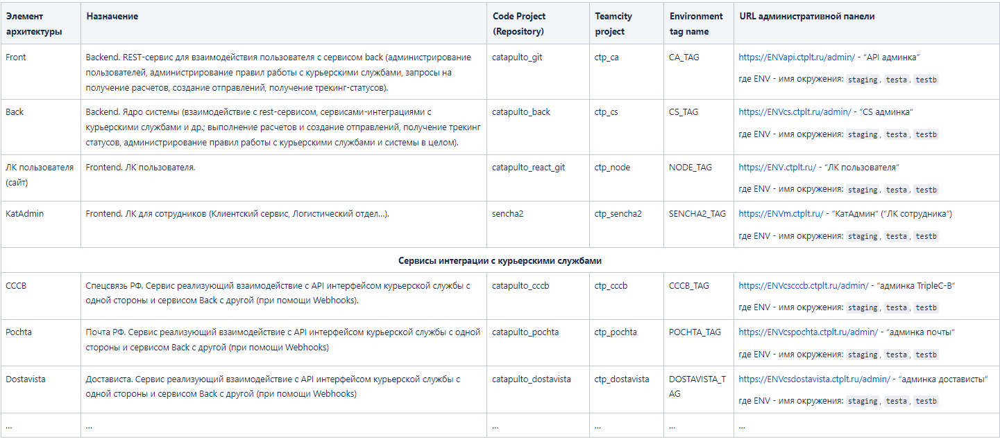 Элемент архитектуры	Назначение	Code Project (Repository)	Teamcity project	Environment tag name	URL административной панели
Front
Backend. REST-сервис для взаимодействия пользователя с сервисом back (администрирование
пользователей, администрирование правил работы с курьерскими службами, запросы на
получение расчетов, создание отправлений, получение трекинг-статусов).
catapulto_git
ctp_ca
CA_TAG
https://ENVapi.ctplt.ru/admin/ - “API админка”
где ENV - имя окружения: staging, testa, testb
Back
Backend. Ядро системы (взаимодействие с rest-сервисом, сервисами-интеграциями с
курьерскими службами и др.; выполнение расчетов и создание отправлений, получение трекинг
статусов, администрирование правил работы с курьерскими службами и системы в целом).
catapulto_back
ctp_cs
CS_TAG
https://ENVcs.ctplt.ru/admin/ - “CS админка”
где ENV - имя окружения: staging, testa, testb
ЛК пользователя
(сайт)
Frontend. ЛК пользователя.
catapulto_react_git
ctp_node
NODE_TAG
https://ENV.ctplt.ru/ - “ЛК пользователя”
где ENV - имя окружения: staging, testa, testb
KatAdmin
Frontend. ЛК для сотрудников (Клиентский сервис, Логистический отдел…).
sencha2
ctp_sencha2
SENCHA2_TAG
https://ENVm.ctplt.ru/ - “КатАдмин” (“ЛК сотрудника”)
где ENV - имя окружения: staging, testa, testb
Сервисы интеграции с курьерскими службами
CCCB
Спецсвязь РФ. Сервис реализующий взаимодействие с API интерфейсом курьерской службы с
одной стороны и сервисом Back с другой (при помощи Webhooks).
catapulto_cccb
ctp_cccb
CCCB_TAG
https://ENVcscccb.ctplt.ru/admin/ - “админка TripleC-B”
где ENV - имя окружения: staging, testa, testb
Pochta
Почта РФ. Сервис реализующий взаимодействие с API интерфейсом курьерской службы с одной
стороны и сервисом Back с другой (при помощи Webhooks)
catapulto_pochta
ctp_pochta
POCHTA_TAG
https://ENVcspochta.ctplt.ru/admin/ - “админка почты”
где ENV - имя окружения: staging, testa, testb
Dostavista
Достависта. Сервис реализующий взаимодействие с API интерфейсом курьерской службы с
одной стороны и сервисом Back с другой (при помощи Webhooks)
catapulto_dostavista
ctp_dostavista
DOSTAVISTA_T
AG
https://ENVcsdostavista.ctplt.ru/admin/ - “админка достависты”
где ENV - имя окружения: staging, testa, testb
…	…	…	…	…	…